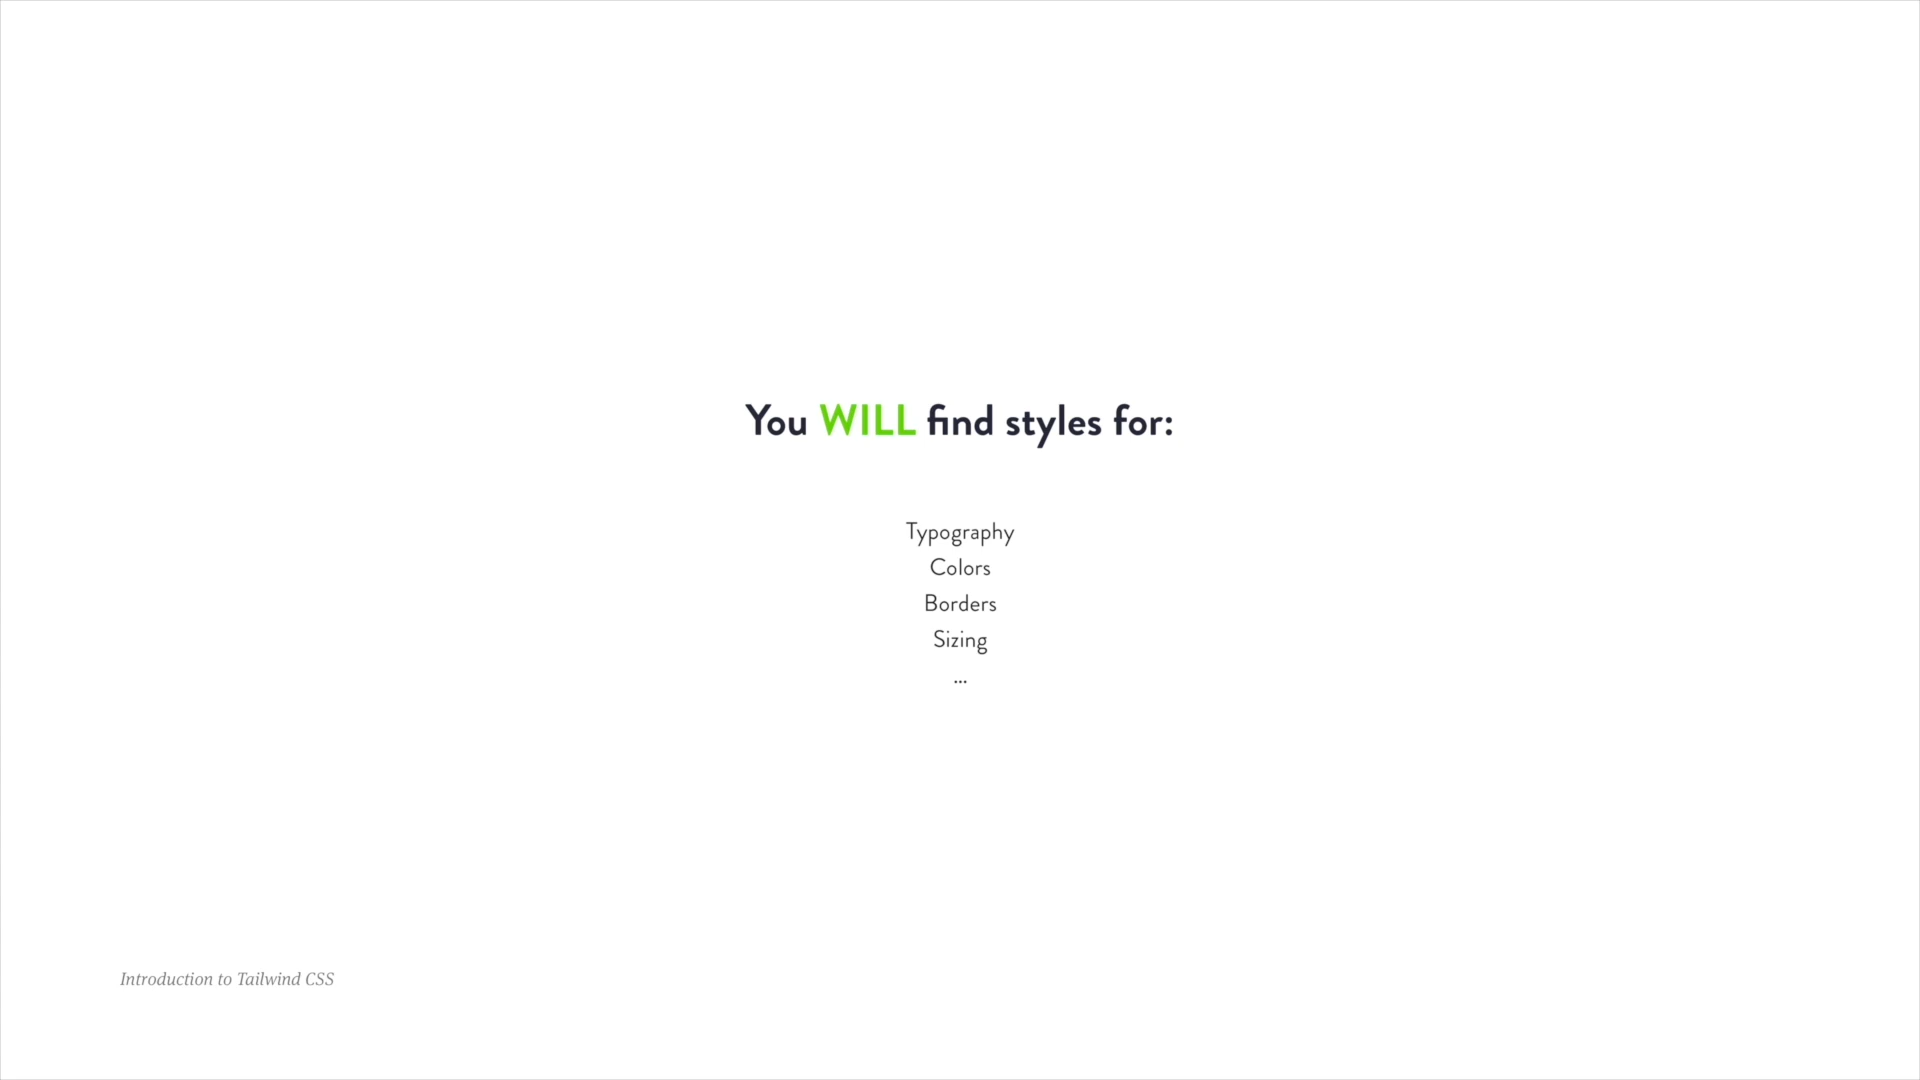 You WILL find styles for:
Typography
Colors
Borders
Sizing
...
Introduction to Tailwind CSS